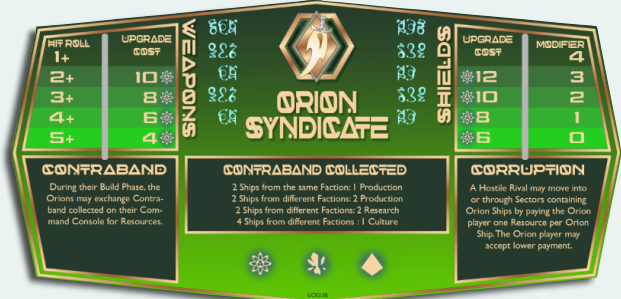 HIT ROLL
UPGRADE
COST
1+
2+
10
3+
8
4+
6
5+
4
WEAPONS
ORION
SYNDICATE
SHIELDS
UPGRADE
COST
MODIFIER
4
12
3
10
2
8
1
6
0
CONTRABAND
During their Build Phase, the
Orions may exchange Contra-
band collected on their Com-
mand Console for Resources.
CONTRABAND COLLECTED
2 Ships from the same Faction: 1 Production
2 Ships from different Factions: 2 Production
2 Ships from different Factions: 2 Research
4 Ships from different Factions : 1 Culture
CORRUPTION
A Hostile Rival may move into
or through Sectors containing
Orion Ships by paying the Orion
player one Resource per Orion
Ship. The Orion player may
accept lower payment.